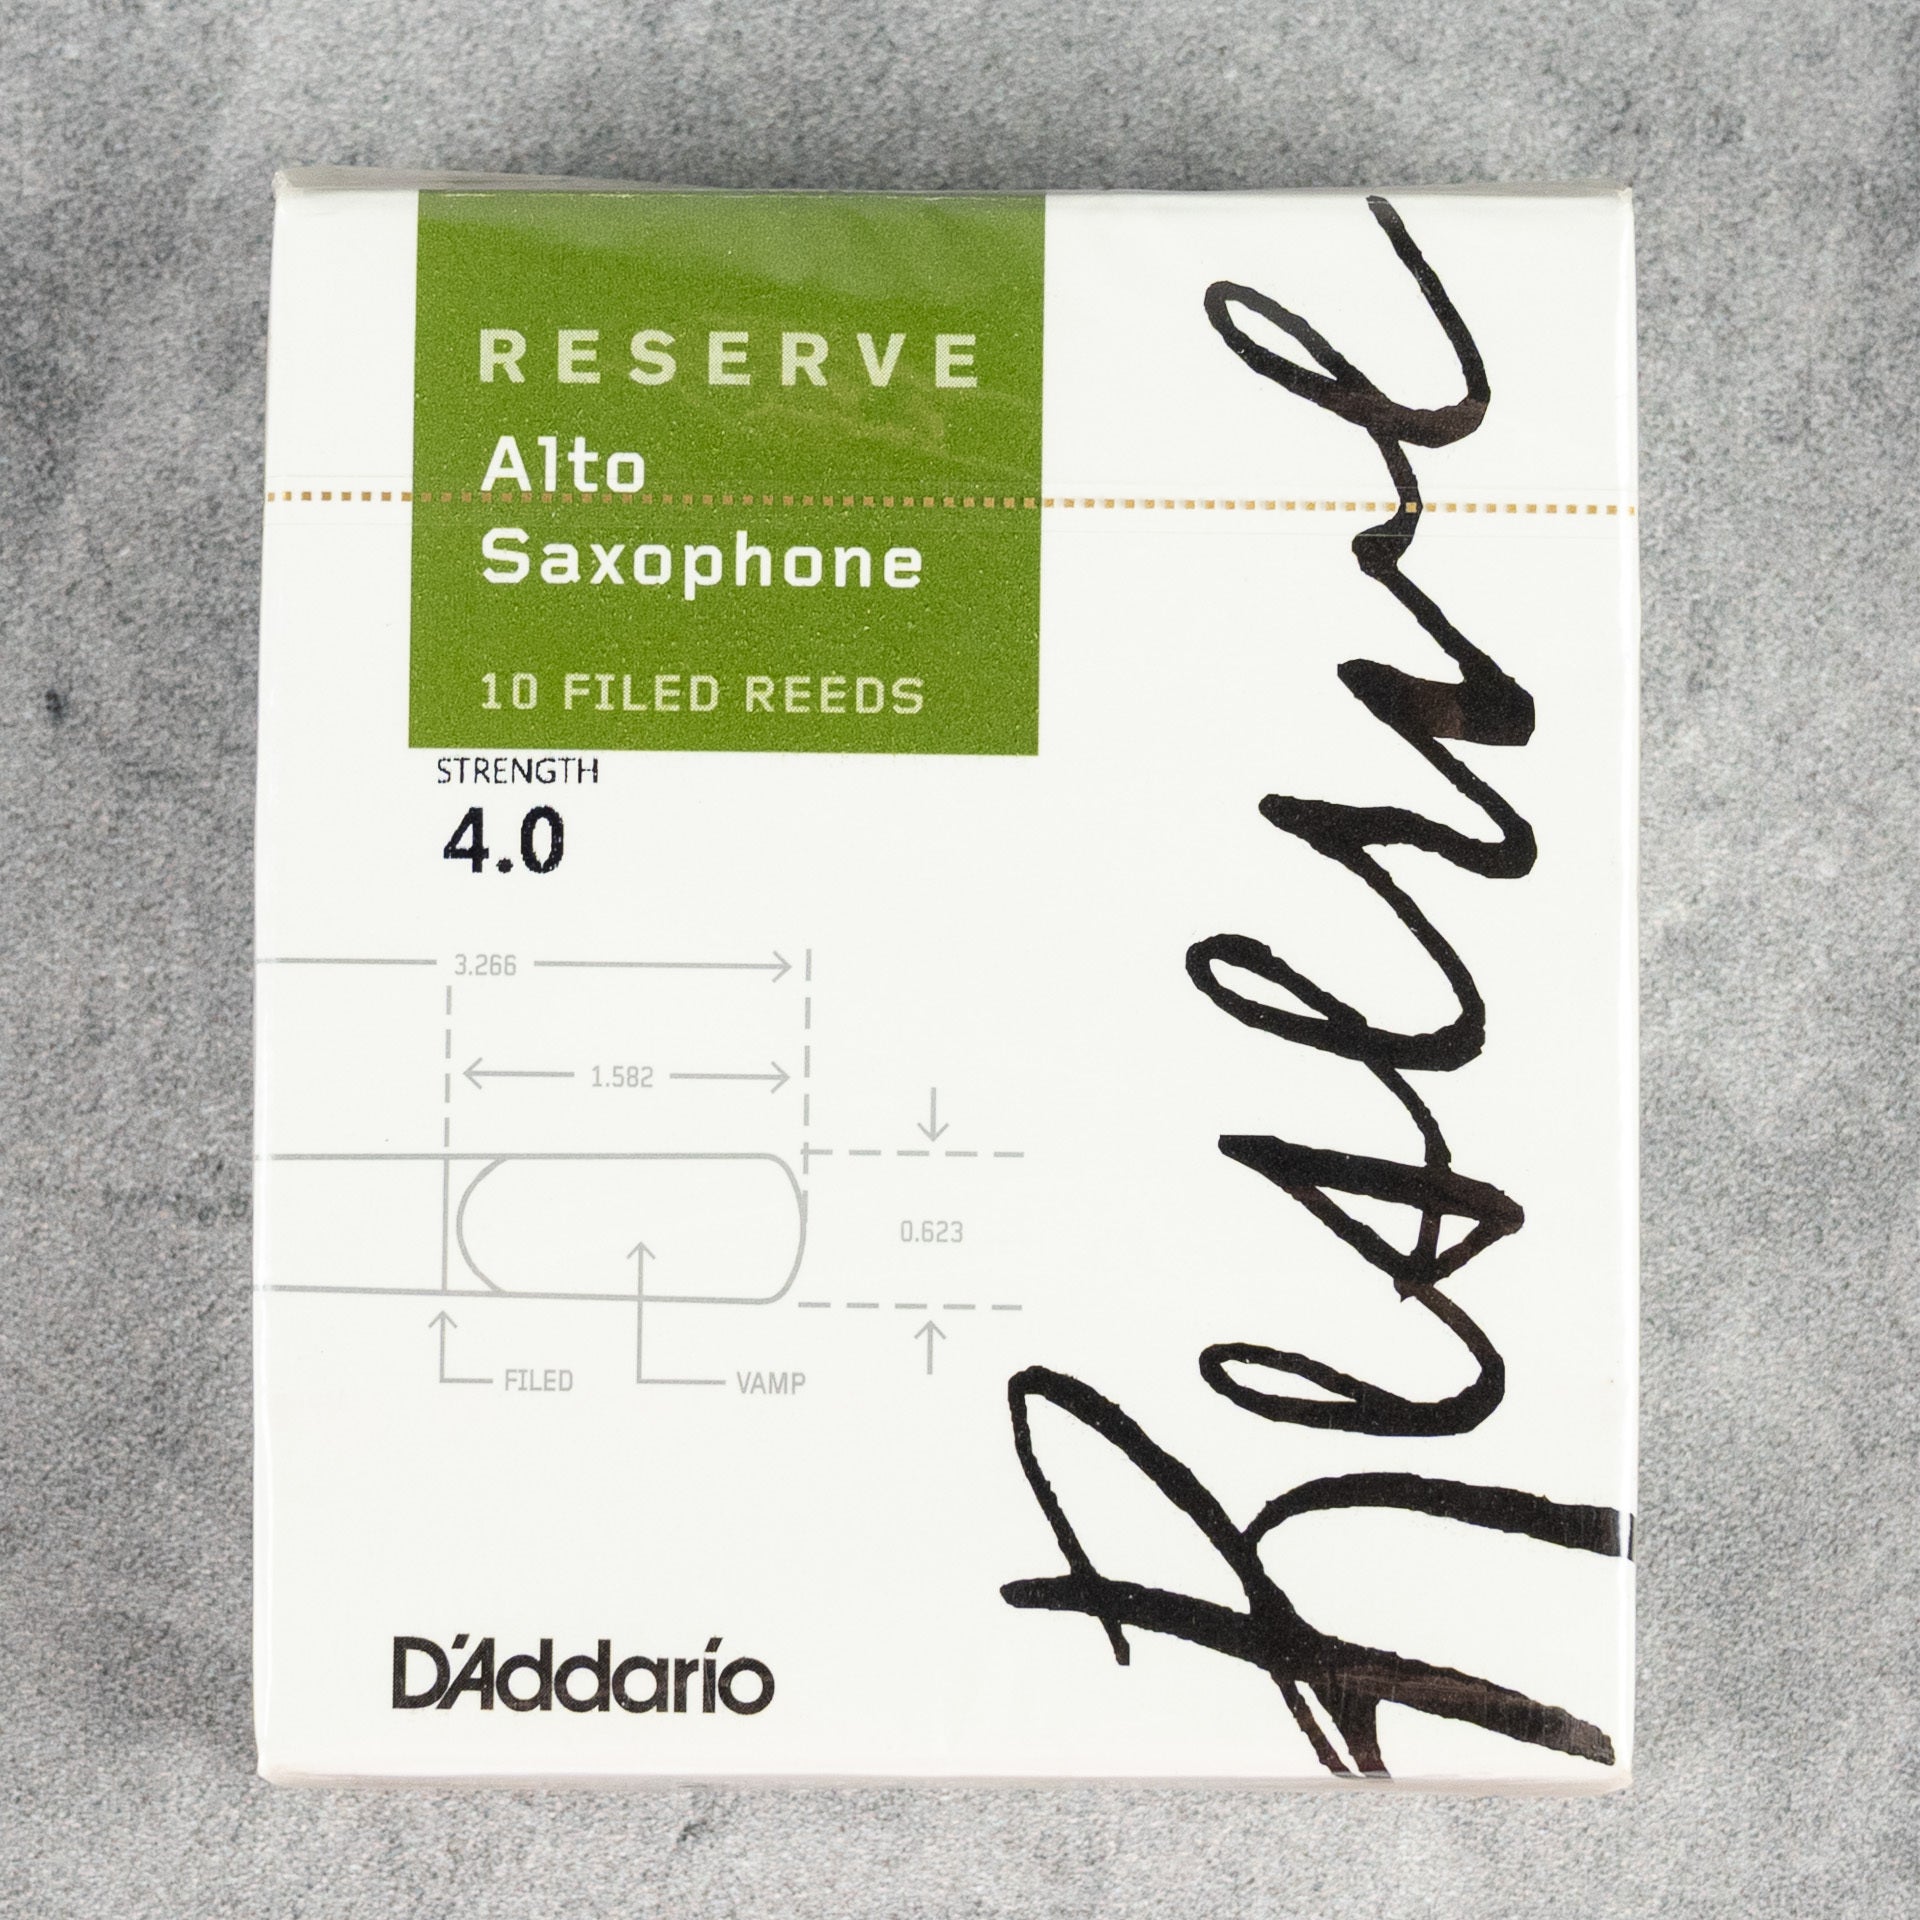 RESERVE
Alto
Saxophone
10 FILED REEDS
STRENGTH
4.0
3.266
1.582
0.623
FILED
VAMP
D'Addario
Reserve